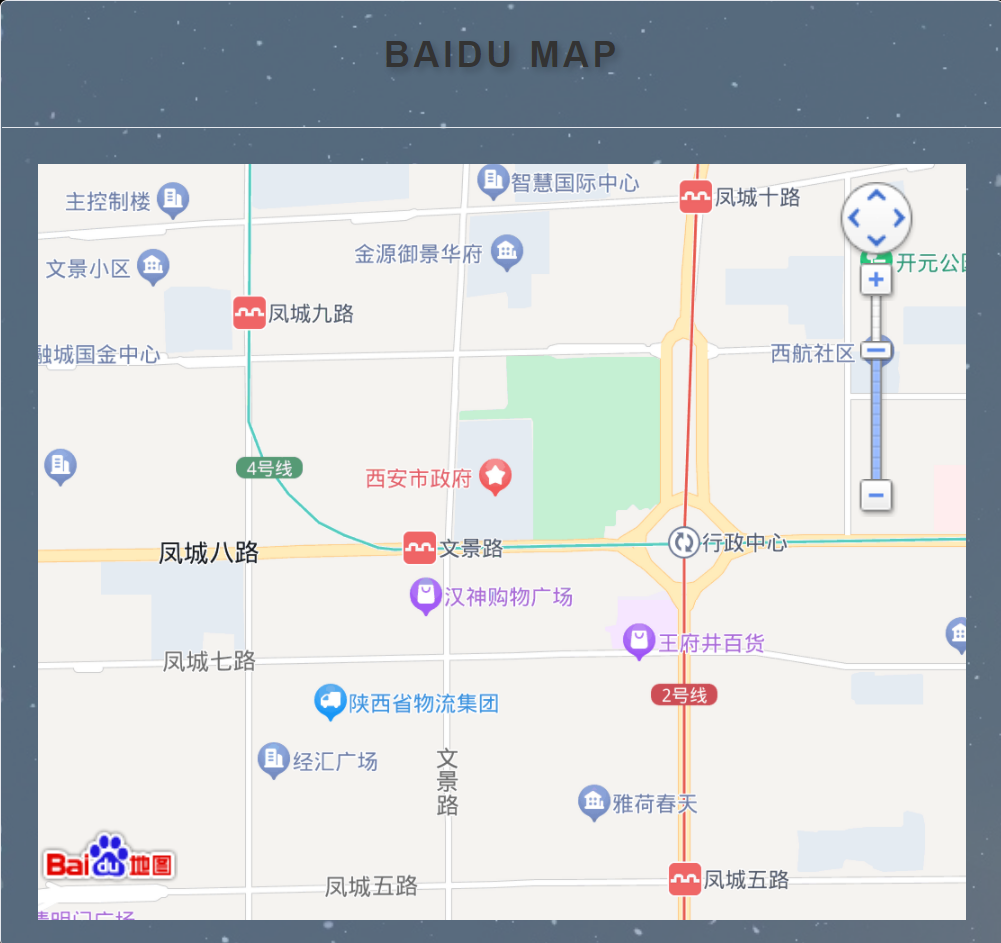 BAIDU MAP
主控制楼
智慧国际中心
凤城十路
金源御景华府
文景小区
开元公园
凤城九路
融城国金中心
西航社区
4号线
西安市政府
凤城八路
文景路
行政中心
汉神购物广场
王府井百货
凤城七路
2号线
陕西省物流集团
经汇广场
文景路
雅荷春天
Bai du 地图
凤城五路
凤城五路